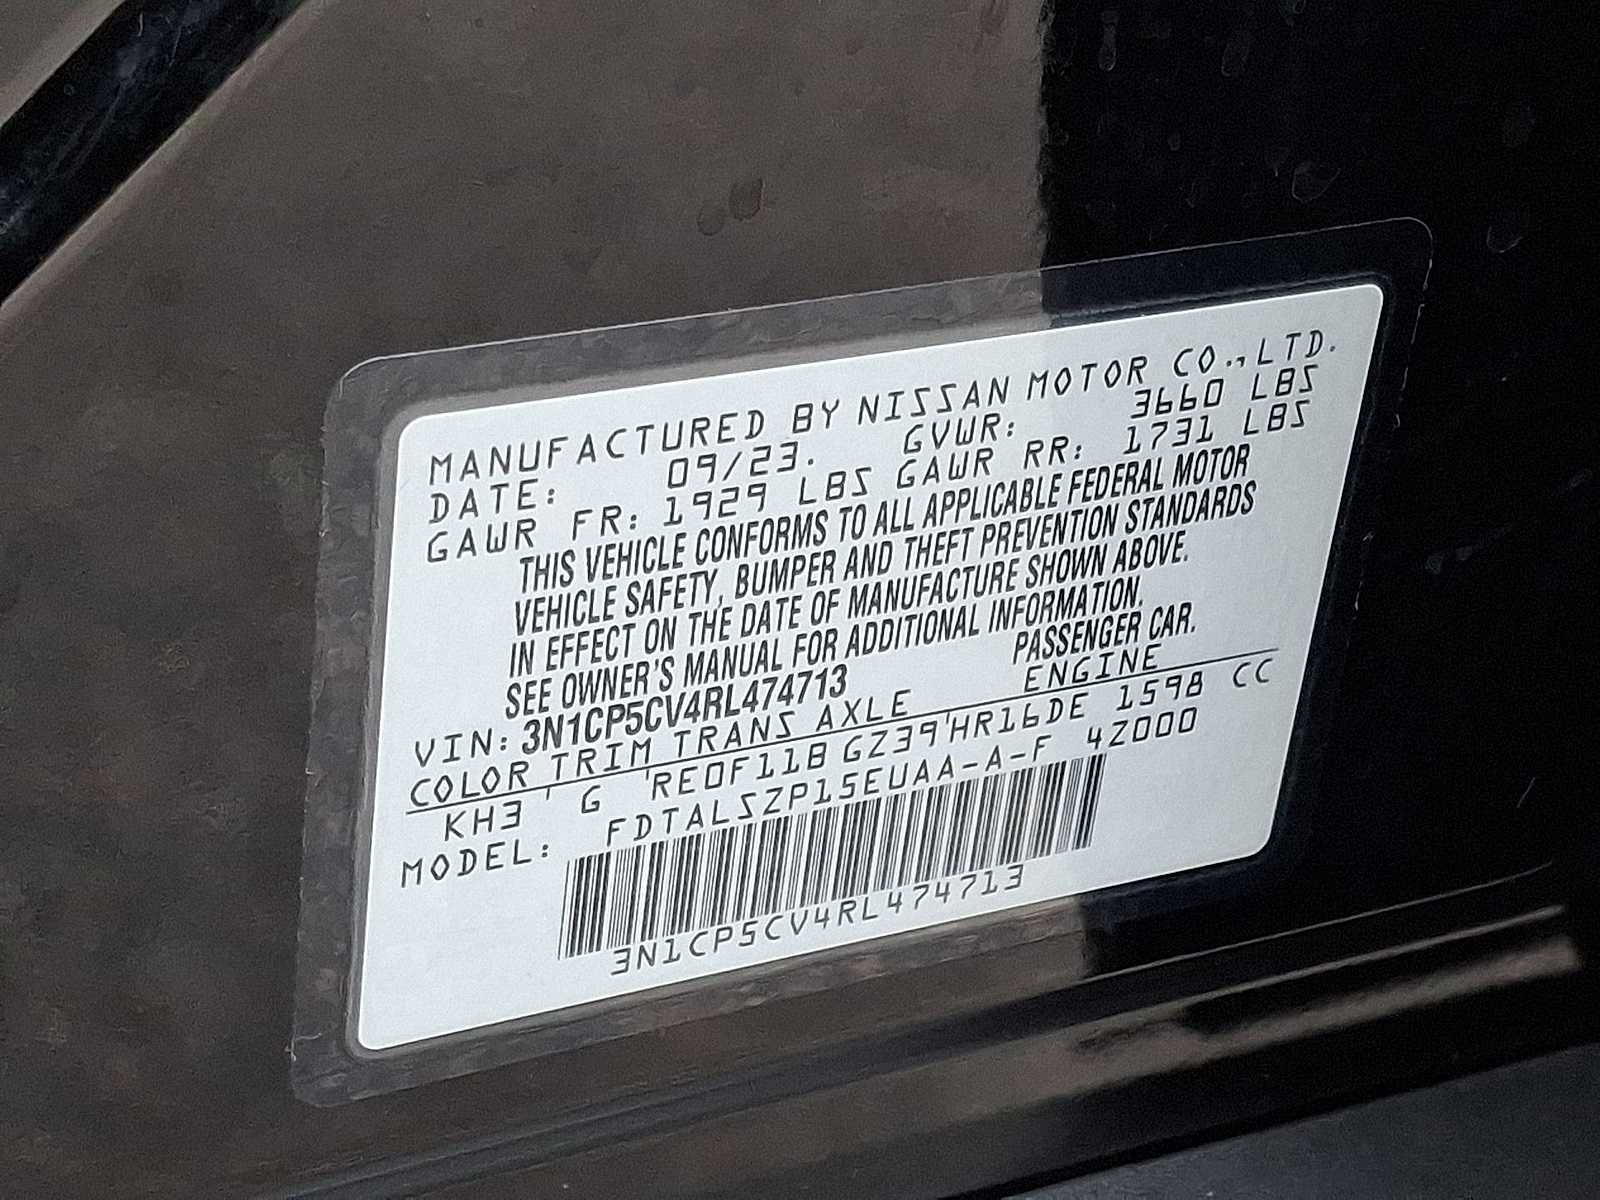 MANUFACTURED BY NISSAN MOTOR CO.,LTD.
DATE: 09/23. GVWR: 3660 LBS
GAWR FR: 1929 LBS GAWR RR: 1731 LBS
THIS VEHICLE CONFORMS TO ALL APPLICABLE FEDERAL MOTOR
VEHICLE SAFETY, BUMPER AND THEFT PREVENTION STANDARDS
IN EFFECT ON THE DATE OF MANUFACTURE SHOWN ABOVE.
SEE OWNER'S MANUAL FOR ADDITIONAL INFORMATION.
VIN: 3N1CP5CV4RL474713 PASSENGER CAR.
COLOR TRIM TRANS AXLE ENGINE
KH3 ' G 'RE0F11B GZ39'HR16DE 1598 CC
MODEL: FDTALSZP15EUAA-A-F 4Z000
3N1CP5CV4RL474713